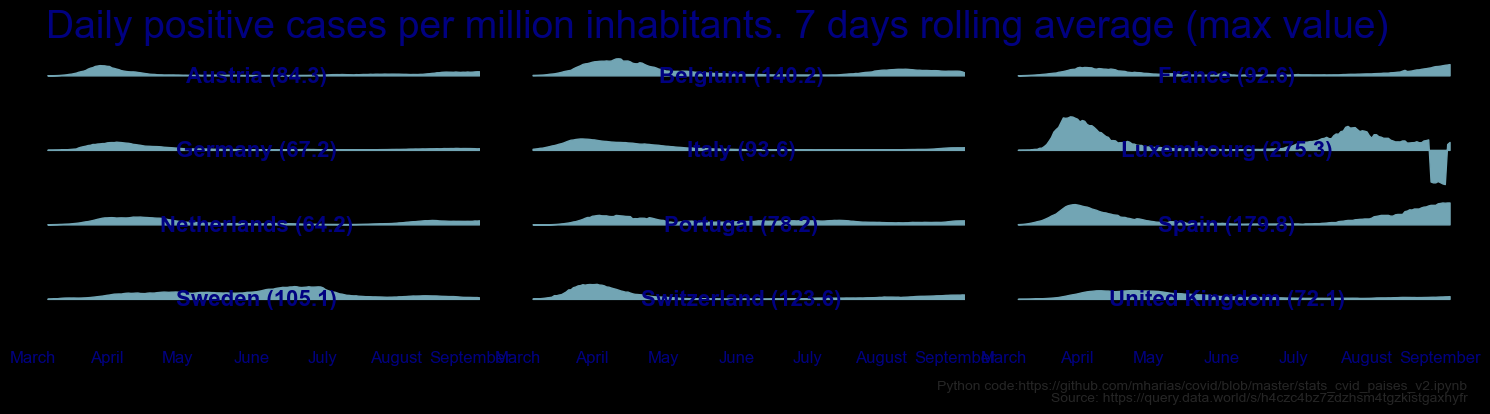 Daily positive cases per million inhabitants. 7 days rolling average (max value)
Austria (84.3) Belgium (140.2) France (92.6)
Germany (67.2) Italy (93.6) Luxembourg (275.3)
Netherlands (64.2) Portugal (78.2) Spain (179.8)
Sweden (105.1) Switzerland (123.6) United Kingdom (72.1)
March April May June July August September March April May June July August September March April May June July August September
Python code:https://github.com/mharias/covid/blob/master/stats_cvid_paises_v2.ipynb
Source: https://query.data.world/s/h4czc4bz7zdzhsm4tgzkistgaxhyfr